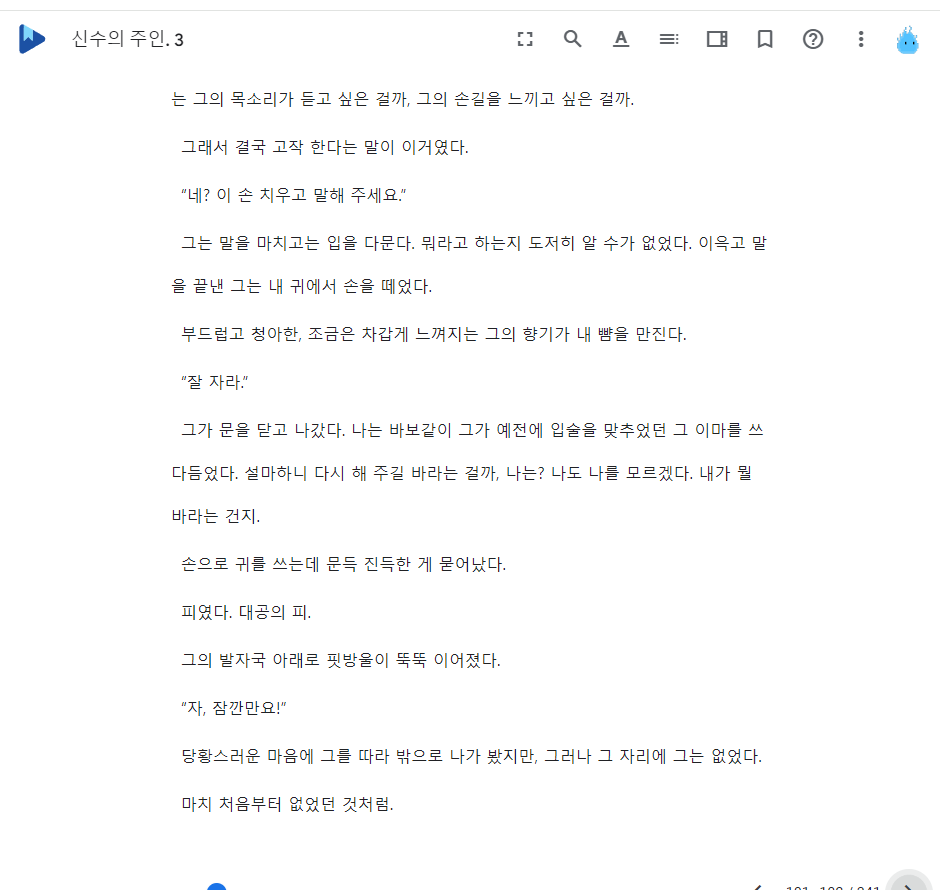 신수의 주인. 3
는 그의 목소리가 듣고 싶은 걸까, 그의 손길을 느끼고 싶은 걸까.
그래서 결국 고작 한다는 말이 이거였다.
“네? 이 손 치우고 말해 주세요.”
그는 말을 마치고는 입을 다문다. 뭐라고 하는지 도저히 알 수가 없었다. 이윽고 말
을 끝낸 그는 내 귀에서 손을 떼었다.
부드럽고 청아한, 조금은 차갑게 느껴지는 그의 향기가 내 뺨을 만진다.
“잘 자라.”
그가 문을 닫고 나갔다. 나는 바보같이 그가 예전에 입술을 맞추었던 그 이마를 쓰
다듬었다. 설마하니 다시 해 주길 바라는 걸까, 나는? 나도 나를 모르겠다. 내가 뭘
바라는 건지.
손으로 귀를 쓰는데 문득 진득한 게 묻어났다.
피였다. 대공의 피.
그의 발자국 아래로 핏방울이 뚝뚝 이어졌다.
“자, 잠깐만요!”
당황스러운 마음에 그를 따라 밖으로 나가 봤지만, 그러나 그 자리에 그는 없었다.
마치 처음부터 없었던 것처럼.